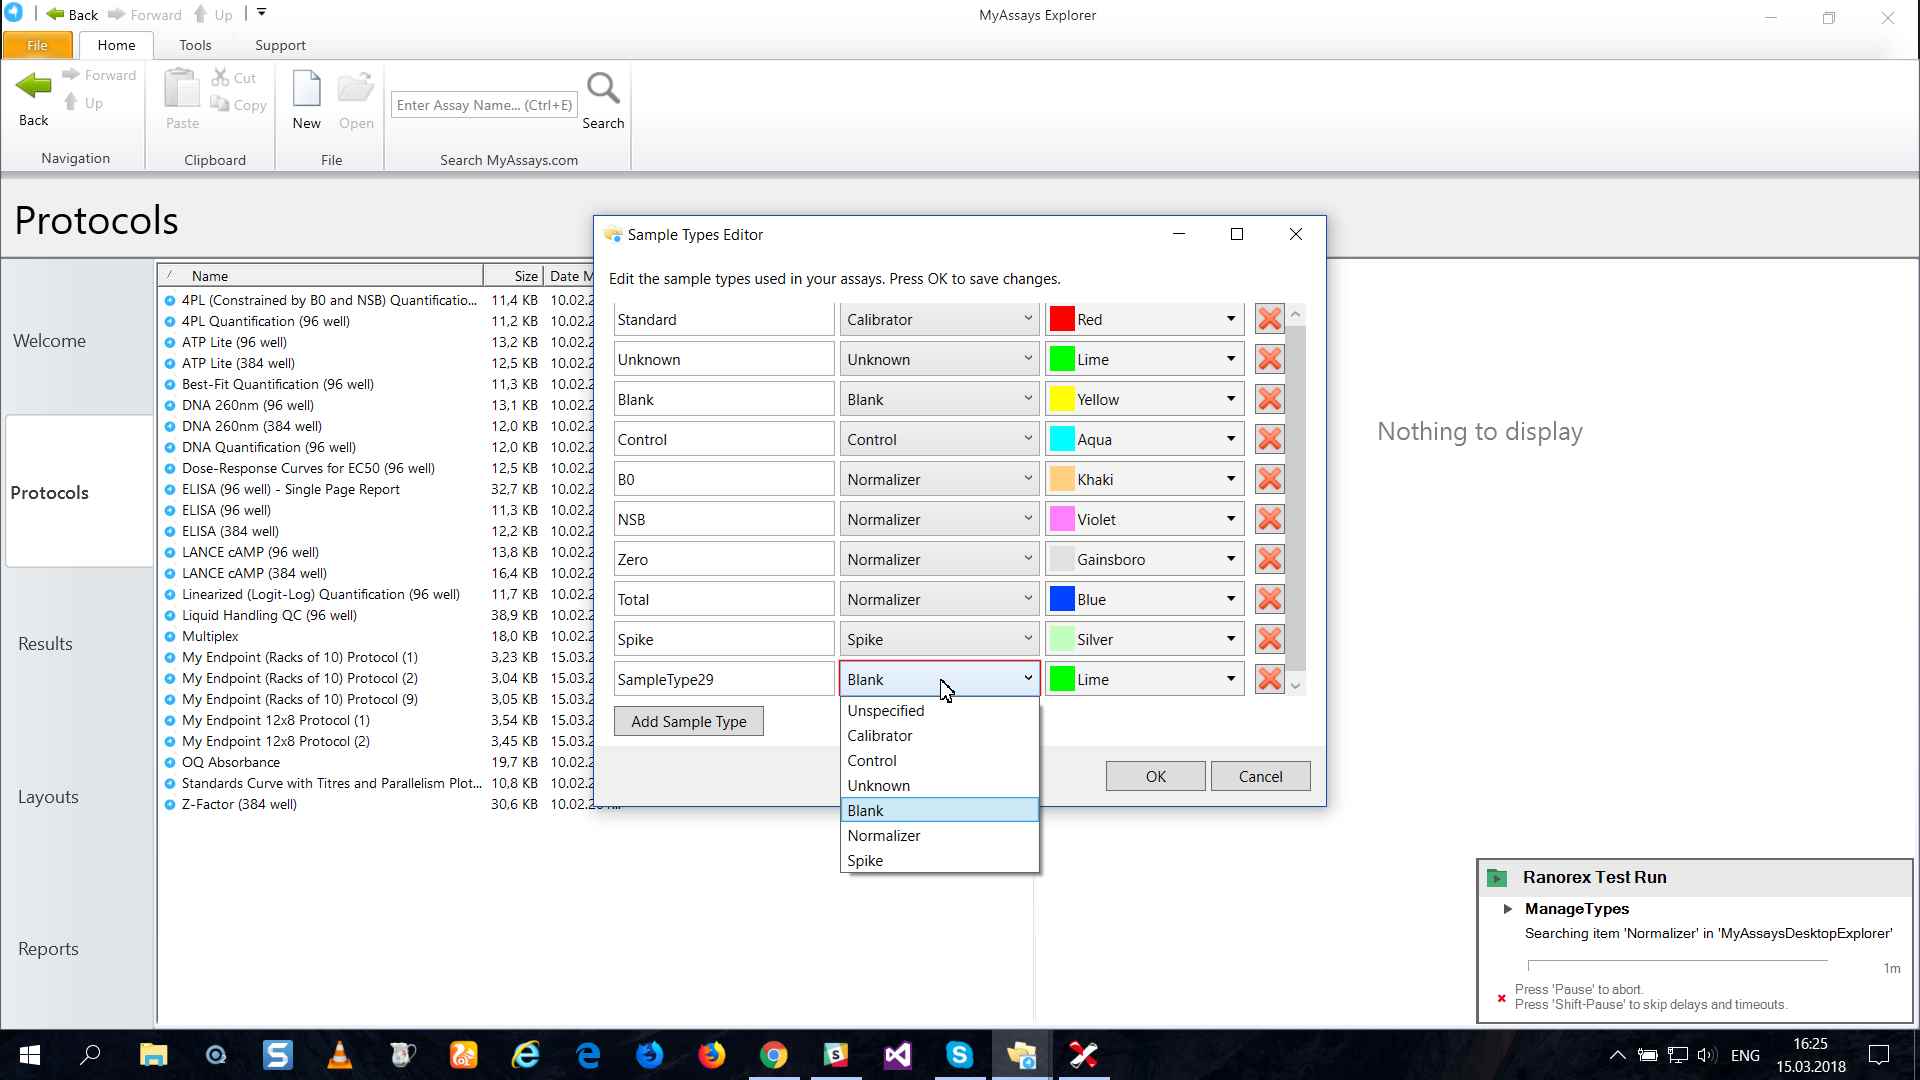 Back Forward Up
MyAssays Explorer
File Home Tools Support
Back
Forward
Up
Navigation
Paste
Cut
Copy
Clipboard
New
Open
File
Enter Assay Name... (Ctrl+E)
Search
Search MyAssays.com
Protocols
Welcome
Protocols
Results
Layouts
Reports
Name Size Date M
4PL (Constrained by B0 and NSB) Quantificatio... 11,4 KB 10.02.2
4PL Quantification (96 well) 11,2 KB 10.02.2
ATP Lite (96 well) 13,2 KB 10.02.2
ATP Lite (384 well) 12,5 KB 10.02.2
Best-Fit Quantification (96 well) 11,3 KB 10.02.2
DNA 260nm (96 well) 13,1 KB 10.02.2
DNA 260nm (384 well) 12,0 KB 10.02.2
DNA Quantification (96 well) 12,0 KB 10.02.2
Dose-Response Curves for EC50 (96 well) 12,5 KB 10.02.2
ELISA (96 well) - Single Page Report 32,7 KB 10.02.2
ELISA (96 well) 11,3 KB 10.02.2
ELISA (384 well) 12,2 KB 10.02.2
LANCE cAMP (96 well) 13,8 KB 10.02.2
LANCE cAMP (384 well) 16,4 KB 10.02.2
Linearized (Logit-Log) Quantification (96 well) 11,7 KB 10.02.2
Liquid Handling QC (96 well) 38,9 KB 10.02.2
Multiplex 18,0 KB 10.02.2
My Endpoint (Racks of 10) Protocol (1) 3,23 KB 15.03.2
My Endpoint (Racks of 10) Protocol (2) 3,04 KB 15.03.2
My Endpoint (Racks of 10) Protocol (9) 3,05 KB 15.03.2
My Endpoint 12x8 Protocol (1) 3,54 KB 15.03.2
My Endpoint 12x8 Protocol (2) 3,45 KB 15.03.2
OQ Absorbance 19,7 KB 10.02.2
Standards Curve with Titres and Parallelism Plot... 10,8 KB 10.02.2
Z-Factor (384 well) 30,6 KB 10.02.2
Sample Types Editor
Edit the sample types used in your assays. Press OK to save changes.
Standard Calibrator Red
Unknown Unknown Lime
Blank Blank Yellow
Control Control Aqua
B0 Normalizer Khaki
NSB Normalizer Violet
Zero Normalizer Gainsboro
Total Normalizer Blue
Spike Spike Silver
SampleType29 Blank Lime
Unspecified
Calibrator
Control
Unknown
Blank
Normalizer
Spike
Add Sample Type
OK Cancel
Nothing to display
Ranorex Test Run
ManageTypes
Searching item 'Normalizer' in 'MyAssaysDesktopExplorer'
1m
Press 'Pause' to abort.
Press 'Shift-Pause' to skip delays and timeouts.
ENG
16:25
15.03.2018